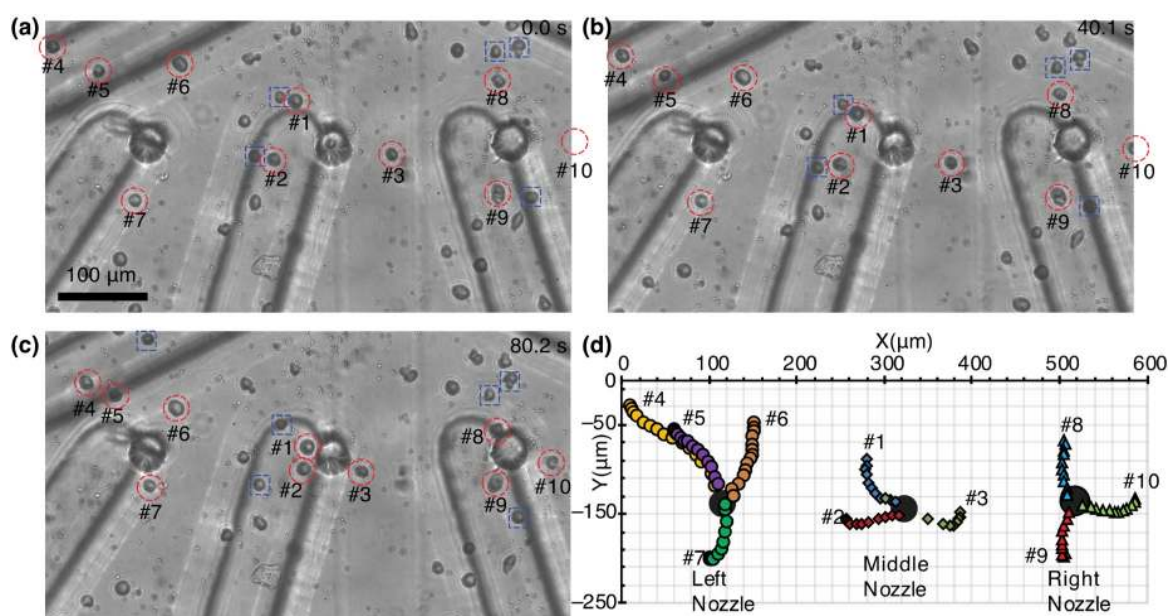 (a)
0.0 s
#4
#5
#6
#1
#8
#2
#3
#10
#7
#9
100 µm
(b)
40.1 s
#4
#5
#6
#1
#8
#2
#3
#10
#7
#9
(c)
80.2 s
#4
#5
#6
#1
#8
#2
#3
#10
#7
#9
(d)
X(µm)
0 100 200 300 400 500 600
0
−50
Y(µm)
−150
−250
#4
#5
#6
#8
#1
#10
#3
#2
#7
#9
Left
Nozzle
Middle
Nozzle
Right
Nozzle